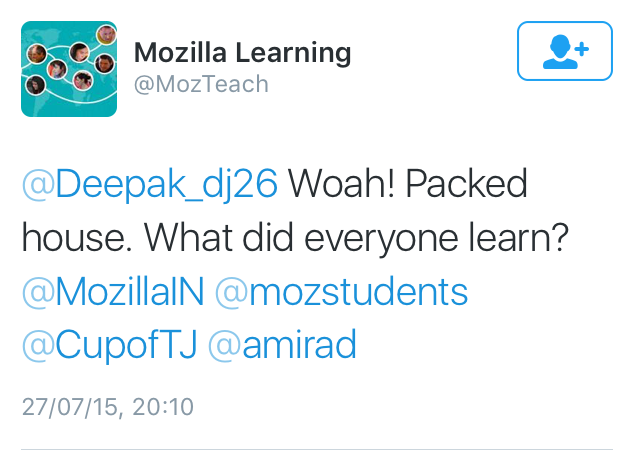 Mozilla Learning
@MozTeach
@Deepak_dj26 Woah! Packed
house. What did everyone learn?
@MozillaIN @mozstudents
@CupofTJ @amirad
27/07/15, 20:10